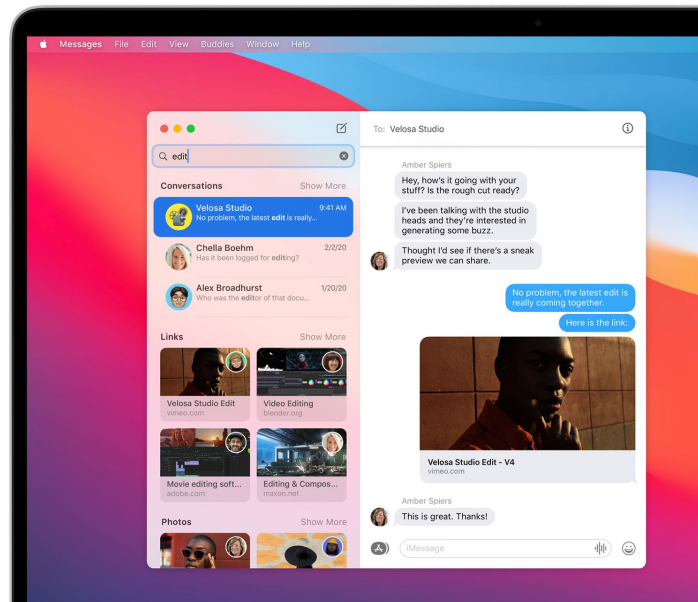 Messages File Edit View Buddies Window Help
edit
Conversations Show More
Velosa Studio 9:41 AM
No problem, the latest edit is really...
Chella Boehm 2/2/20
Has it been logged for editing?
Alex Broadhurst 1/20/20
Who was the editor of that docu...
Links Show More
Velosa Studio Edit
vimeo.com
Video Editing
blender.org
Movie editing soft...
adobe.com
Editing & Compos...
maxon.net
Photos Show More
To: Velosa Studio
Amber Spiers
Hey, how's it going with your
stuff? Is the rough cut ready?
I've been talking with the studio
heads and they're interested in
generating some buzz.
Thought I'd see if there's a sneak
preview we can share.
No problem, the latest edit is
really coming together.
Here is the link:
Velosa Studio Edit - V4
vimeo.com
Amber Spiers
This is great. Thanks!
iMessage